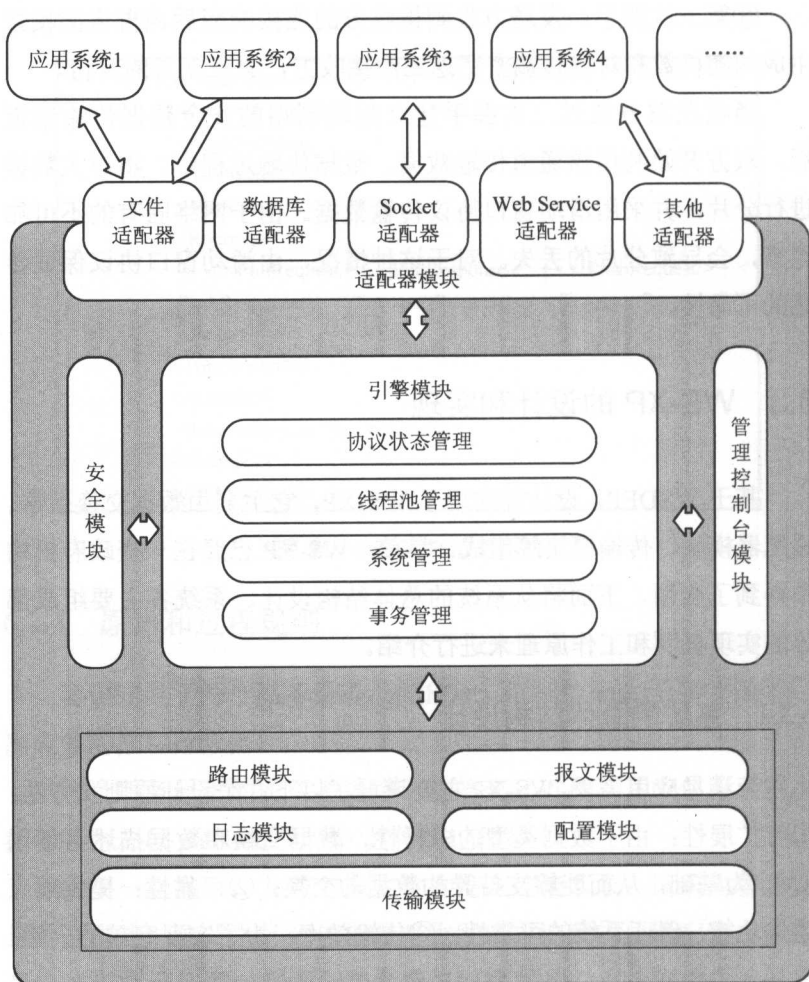 应用系统1
应用系统2
应用系统3
应用系统4
……
文件
适配器
数据库
适配器
Socket
适配器
Web Service
适配器
其他
适配器
适配器模块
安全模块
引擎模块
协议状态管理
线程池管理
系统管理
事务管理
管理控制台模块
路由模块
报文模块
日志模块
配置模块
传输模块